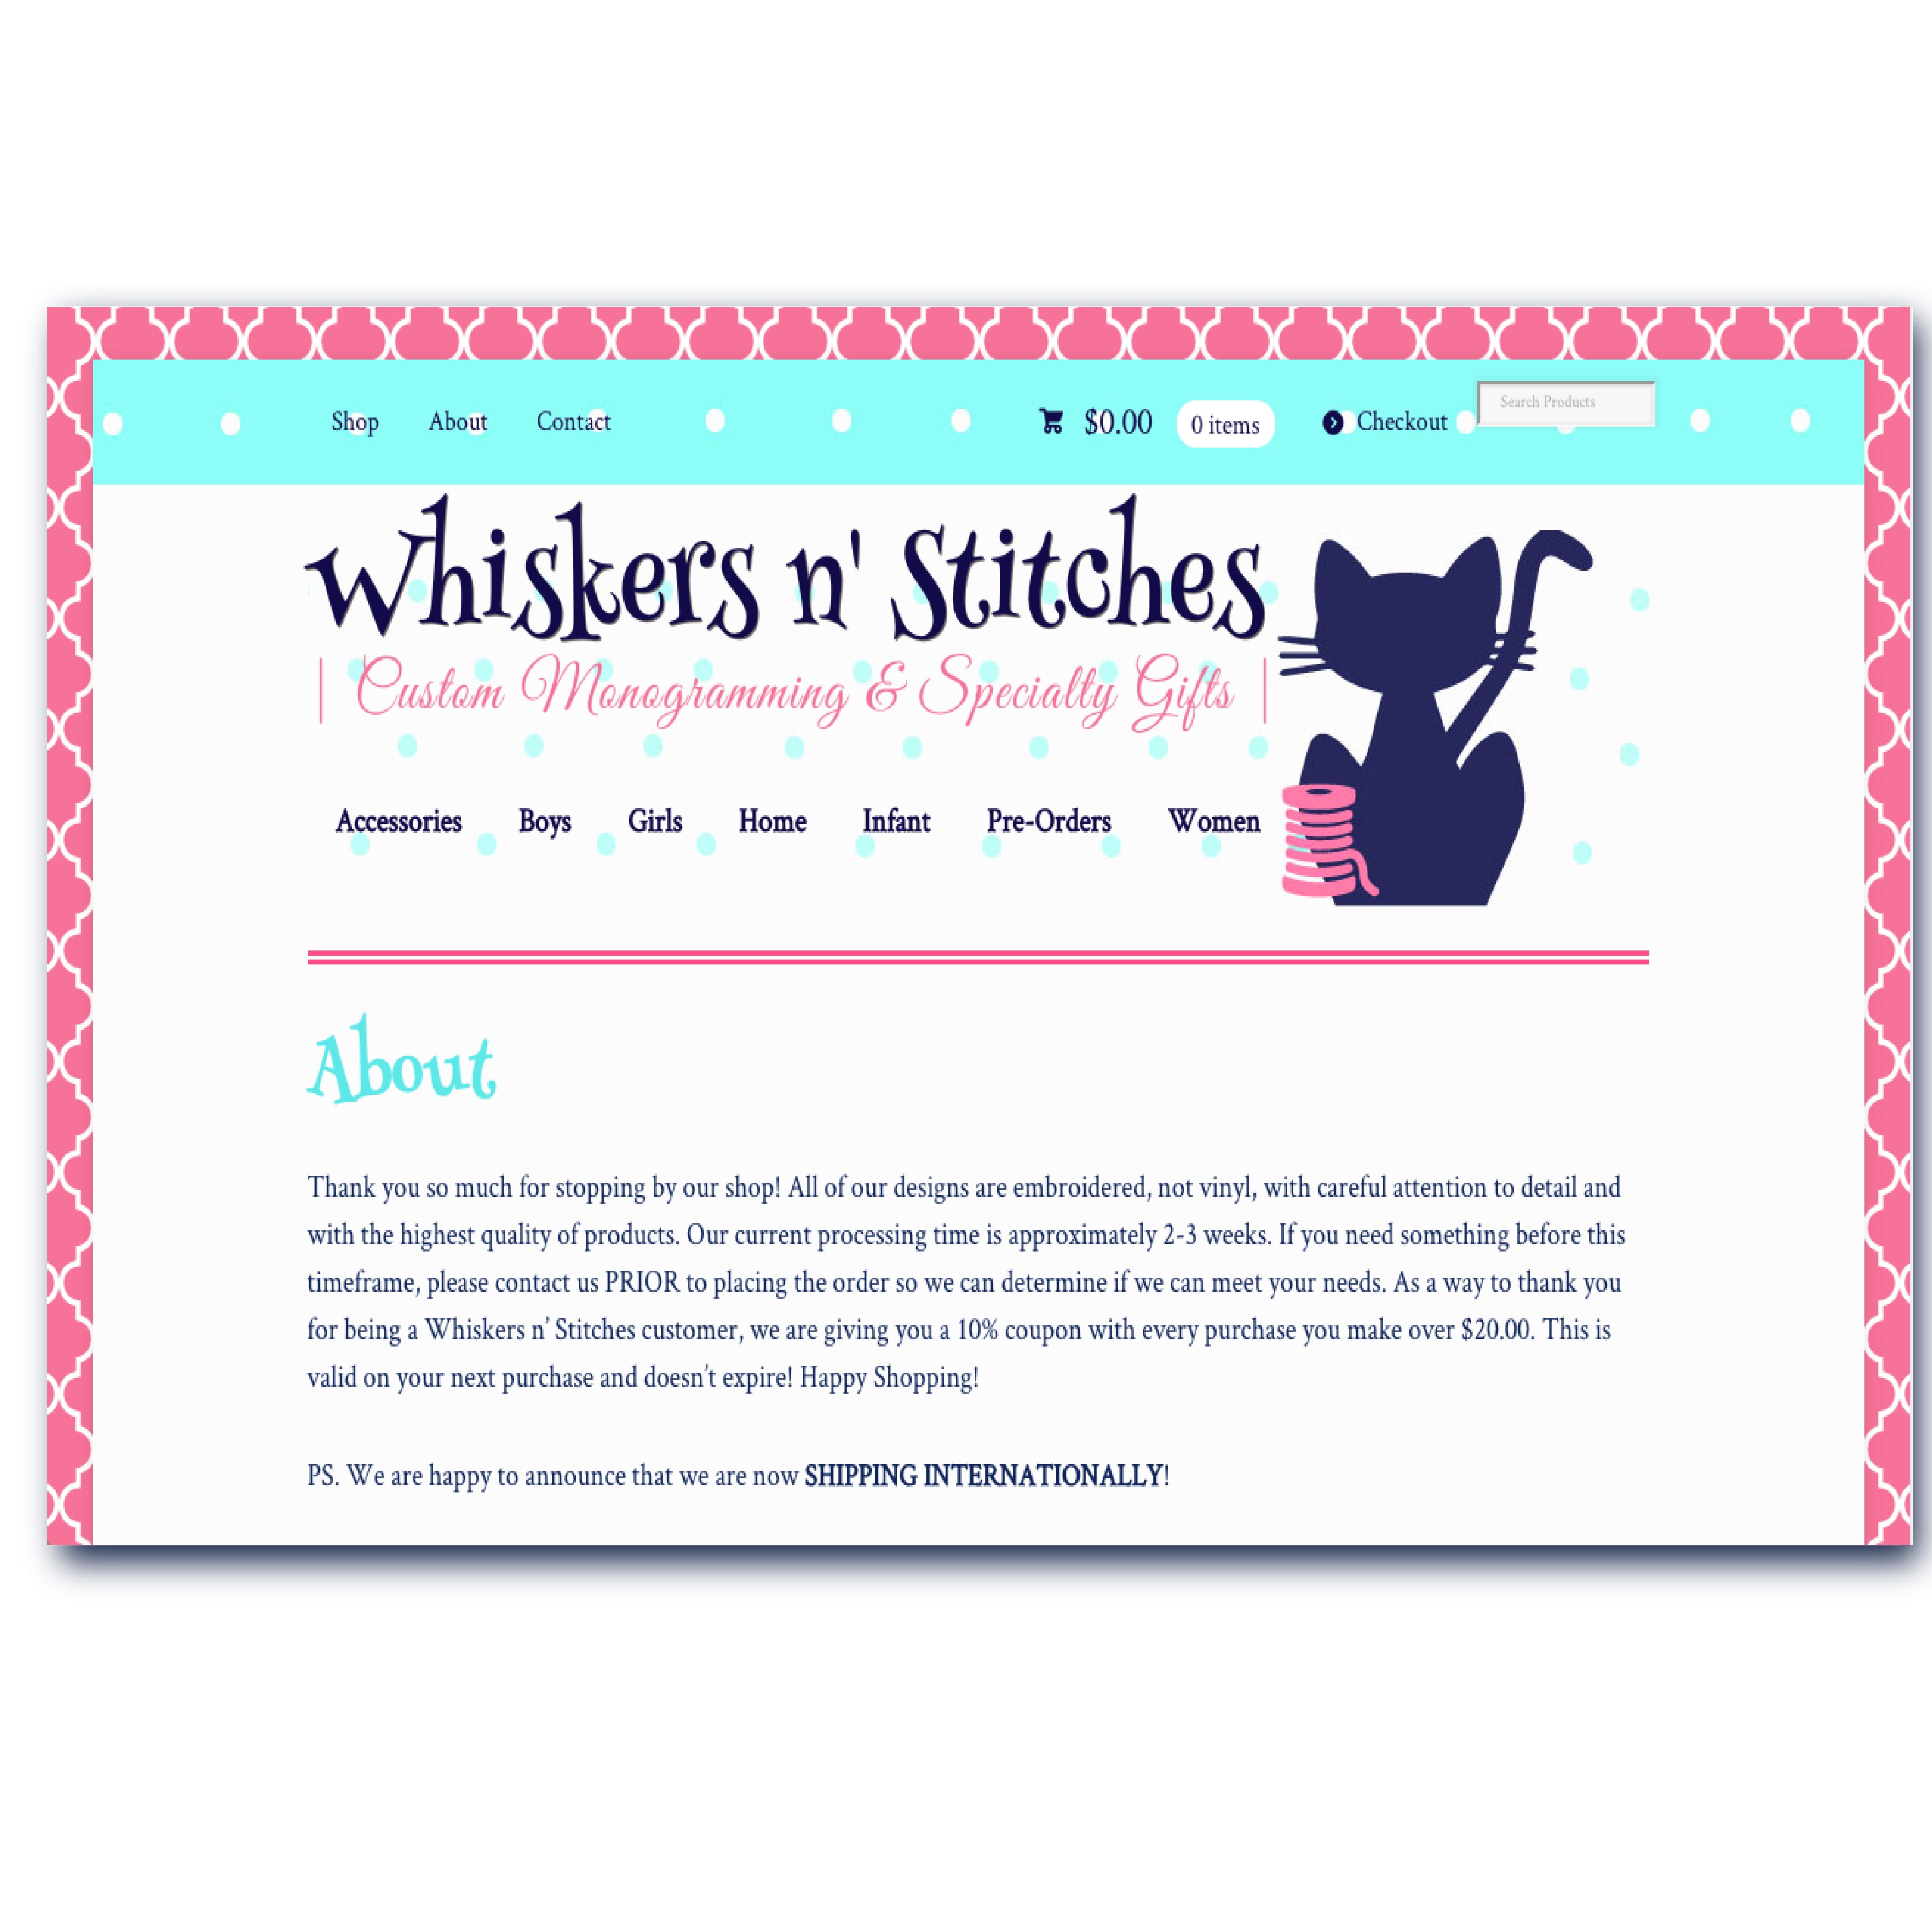 Shop About Contact $0.00 0 items Checkout Search Products
Whiskers n' Stitches
| Custom Monogramming & Specialty Gifts |
Accessories Boys Girls Home Infant Pre-Orders Women
About
Thank you so much for stopping by our shop! All of our designs are embroidered, not vinyl, with careful attention to detail and
with the highest quality of products. Our current processing time is approximately 2-3 weeks. If you need something before this
timeframe, please contact us PRIOR to placing the order so we can determine if we can meet your needs. As a way to thank you
for being a Whiskers n’ Stitches customer, we are giving you a 10% coupon with every purchase you make over $20.00. This is
valid on your next purchase and doesn’t expire! Happy Shopping!
PS. We are happy to announce that we are now SHIPPING INTERNATIONALLY!